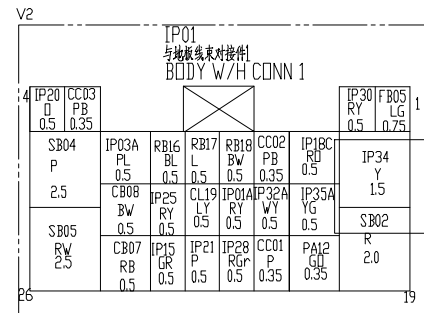 V2
IP01
与地板线束对接件1
BODY W/H CONN 1
4
IP20
O
0.5
CC03
PB
0.35
IP30
RY
0.5
FB05
LG
0.75
1
SB04
P
2.5
IP03A
PL
0.5
RB16
BL
0.5
RB17
L
0.5
RB18
BW
0.5
CC02
PB
0.35
IP18C
RO
0.5
IP34
Y
1.5
CB08
BW
0.5
IP25
RY
0.5
CL19
LY
0.5
IP01A
RY
0.5
IP32A
WY
0.5
IP35A
YG
0.5
SB05
RW
2.5
SB02
R
2.0
CB07
RB
0.5
IP15
GR
0.5
IP21
P
0.5
IP28
RGr
0.5
CC01
P
0.35
PA12
GO
0.35
26
19